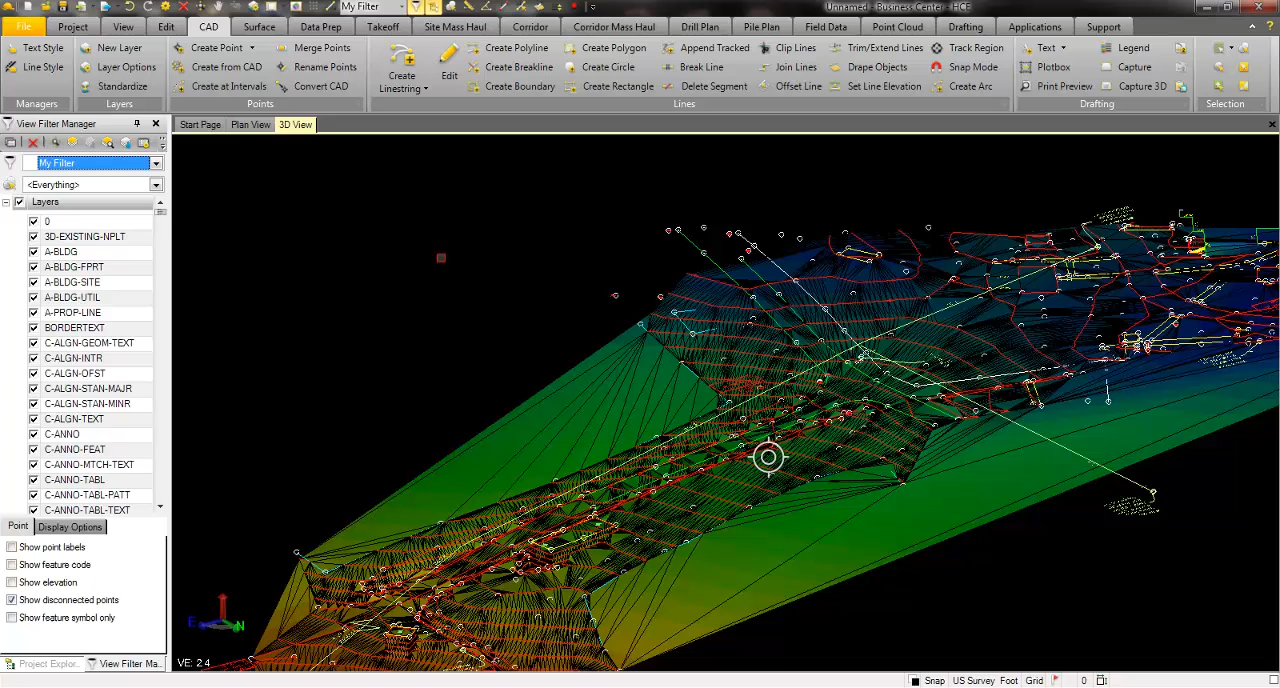 My Filter
Unnamed - Business Center - HCE
File Project Home View Edit CAD Surface Data Prep Takeoff Site Mass Haul Corridor Corridor Mass Haul Drill Plan Pile Plan Field Data Point Cloud Drafting Applications Support
Text Style New Layer Create Point Merge Points Create Polyline Create Polygon Append Tracked Clip Lines Trim/Extend Lines Track Region Text Legend
Line Style Layer Options Create from CAD Rename Points Create Breakline Create Circle Break Line Join Lines Drape Objects Snap Mode Plotbox Capture
Standardize Create at Intervals Convert CAD Create Linestring Edit Create Boundary Create Rectangle Delete Segment Offset Line Set Line Elevation Create Arc Print Preview Capture 3D
Managers Layers Points Lines Drafting Selection
View Filter Manager
Start Page Plan View 3D View
My Filter
<Everything>
Layers
0
3D-EXISTING-NPLT
A-BLDG
A-BLDG-FPRT
A-BLDG-SITE
A-BLDG-UTIL
A-PROP-LINE
BORDERTEXT
C-ALGN-GEOM-TEXT
C-ALGN-INTR
C-ALGN-OFST
C-ALGN-STAN-MAJR
C-ALGN-STAN-MINR
C-ALGN-TEXT
C-ANNO
C-ANNO-FEAT
C-ANNO-MTCH-TEXT
C-ANNO-TABL
C-ANNO-TABL-PATT
C-ANNO-TABL-TEXT
Point Display Options
Show point labels
Show feature code
Show elevation
Show disconnected points
Show feature symbol only
E N
VE: 2.4
Project Explor... View Filter Ma...
Snap US Survey Foot Grid 0